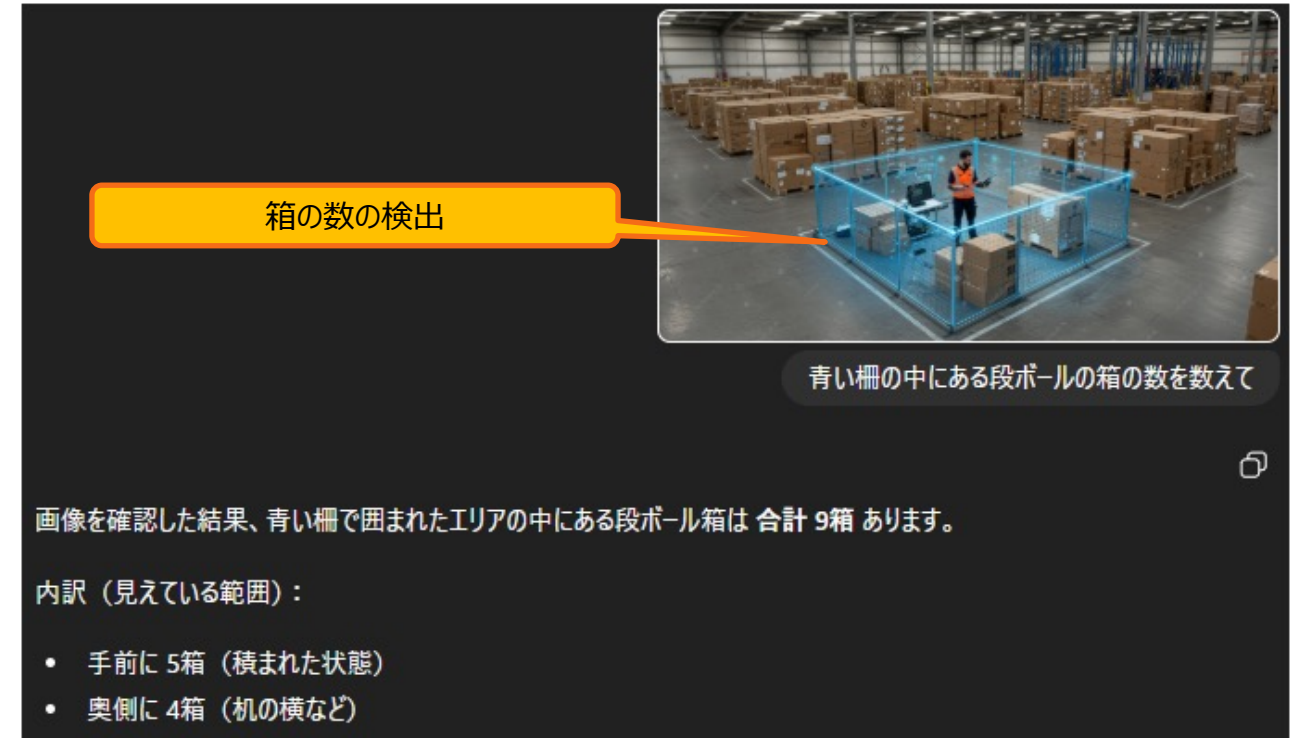 箱の数の検出
青い柵の中にある段ボールの箱の数を数えて
画像を確認した結果、青い柵で囲まれたエリアの中にある段ボール箱は 合計 9箱 あります。
内訳（見えている範囲）：
• 手前に 5箱（積まれた状態）
• 奥側に 4箱（机の横など）